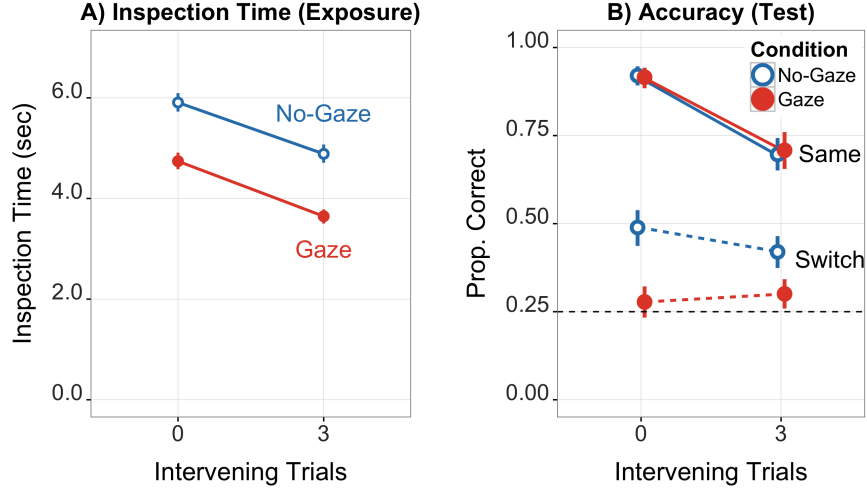 A) Inspection Time (Exposure)
Inspection Time (sec)
6.0
4.0
2.0
0.0
No-Gaze
Gaze
0
3
Intervening Trials
B) Accuracy (Test)
Prop. Correct
1.00
0.75
0.50
0.25
0.00
Condition
No-Gaze
Gaze
Same
Switch
0
3
Intervening Trials